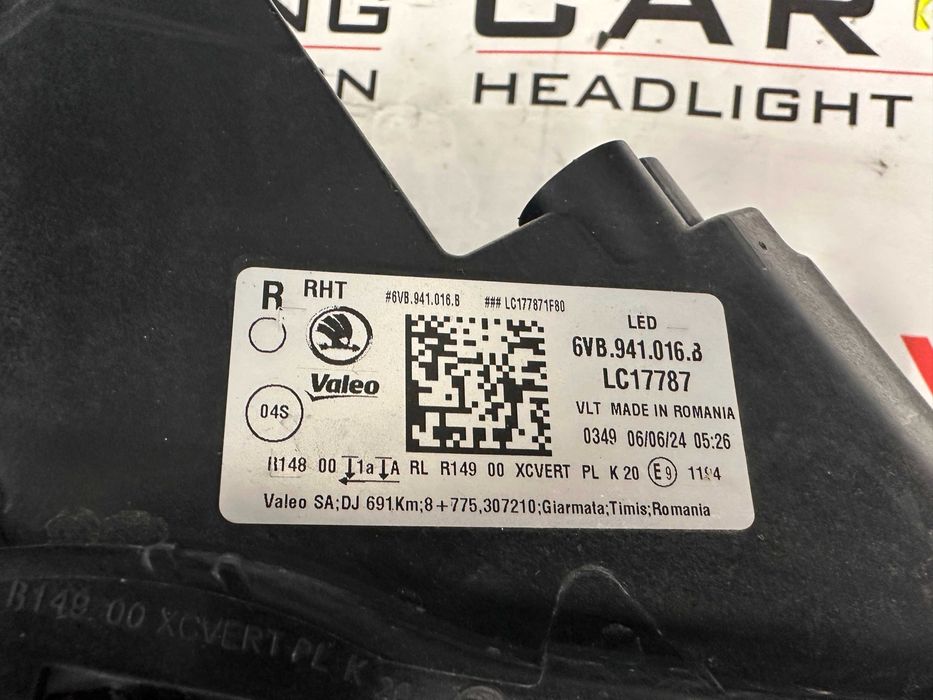 NG CAR
N HEADLIGHT
R RHT
#6VB.941.016.B ### LC177871F80
LED
6VB.941.016.B
LC17787
Valeo
04S
VLT MADE IN ROMANIA
0349 06/06/24 05:26
R148 00 1a A RL R149 00 XCVERT PL K 20 E9 1194
Valeo SA;DJ 691Km;8+775,307210;Giarmata;Timis;Romania
R149 00 XCVERT PL K